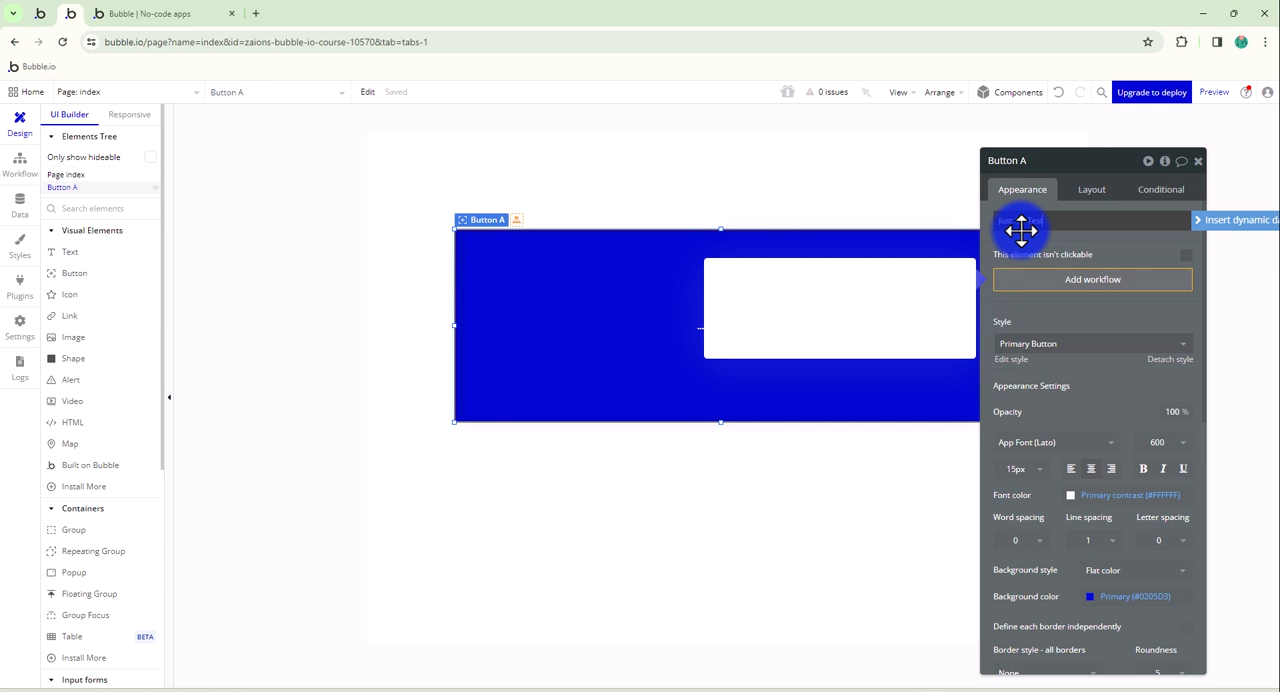 Bubble | No-code apps
bubble.io/page?name=index&id=zaions-bubble-io-course-10570&tab=tabs-1
Bubble.io
Home
Page: index
Button A
Edit
Saved
0 issues
View
Arrange
Components
Upgrade to deploy
Preview
Design
Workflow
Data
Styles
Plugins
Settings
Logs
UI Builder
Responsive
Elements Tree
Only show hideable
Page index
Button A
Search elements
Visual Elements
Text
Button
Icon
Link
Image
Shape
Alert
Video
HTML
Map
Built on Bubble
Install More
Containers
Group
Repeating Group
Popup
Floating Group
Group Focus
Table
BETA
Install More
Input forms
Button A
Button A
Appearance
Layout
Conditional
Just
Test
Insert dynamic da
This element isn't clickable
Add workflow
Style
Primary Button
Edit style
Detach style
Appearance Settings
Opacity
100 %
App Font (Lato)
600
15px
B I U
Font color
Primary contrast (#FFFFFF)
Word spacing
Line spacing
Letter spacing
0
1
0
Background style
Flat color
Background color
Primary (#0205D3)
Define each border independently
Border style - all borders
Roundness
None
5